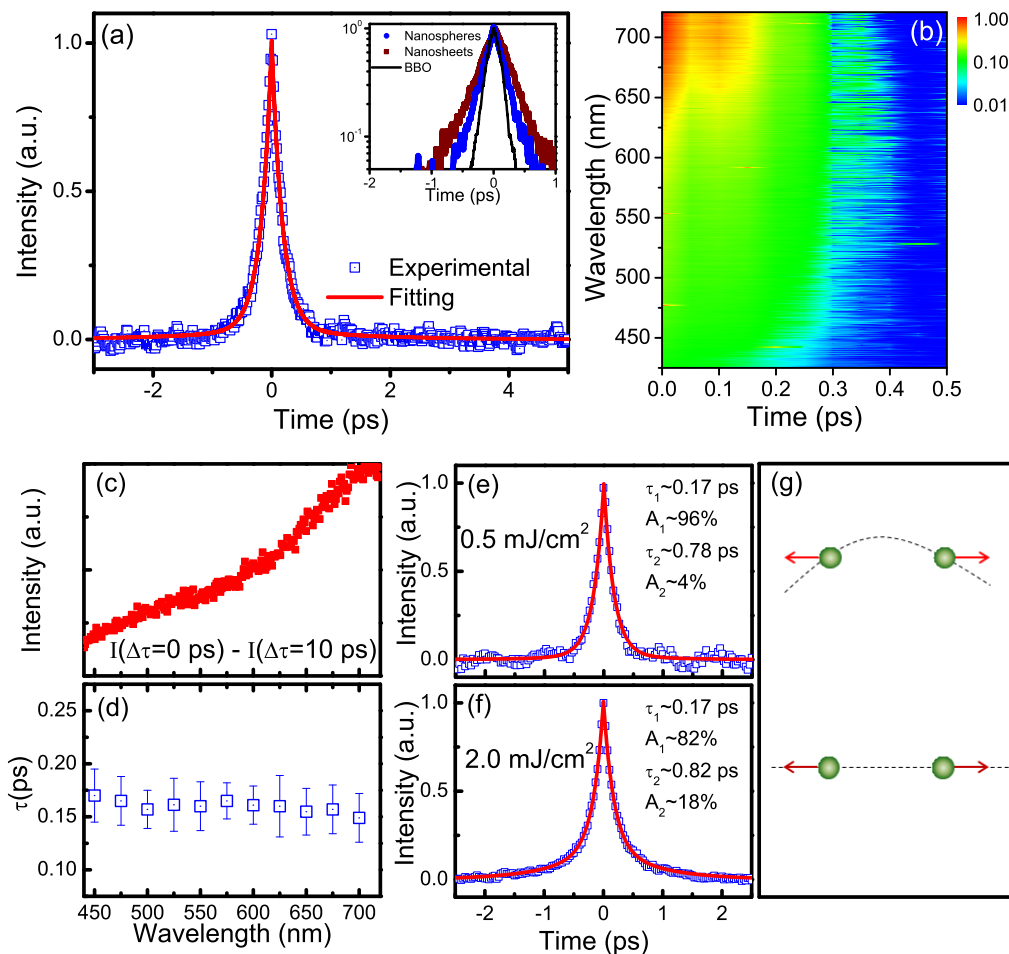 (a)
Intensity (a.u.)
1.0
0.5
0.0
-2 0 2 4
Time (ps)
Experimental
Fitting
10⁰
10⁻¹
Nanospheres
Nanosheets
BBO
-2 -1 0 1
Time (ps)
(b)
Wavelength (nm)
700
650
600
550
500
450
0.0 0.1 0.2 0.3 0.4 0.5
Time (ps)
1.00
0.10
0.01
(c)
Intensity (a.u.)
I(Δτ=0 ps) - I(Δτ=10 ps)
(d)
τ(ps)
0.25
0.20
0.15
0.10
450 500 550 600 650 700
Wavelength (nm)
(e)
Intensity (a.u.)
1.0
0.5
0.0
0.5 mJ/cm²
τ₁~0.17 ps
A₁~96%
τ₂~0.78 ps
A₂~4%
(f)
Intensity (a.u.)
1.0
0.5
0.0
2.0 mJ/cm²
τ₁~0.17 ps
A₁~82%
τ₂~0.82 ps
A₂~18%
-2 -1 0 1 2
Time (ps)
(g)